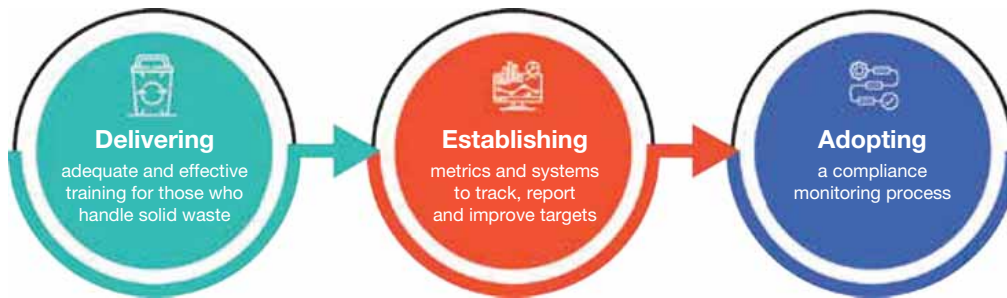 Delivering
adequate and effective
training for those who
handle solid waste
Establishing
metrics and systems
to track, report
and improve targets
Adopting
a compliance
monitoring process